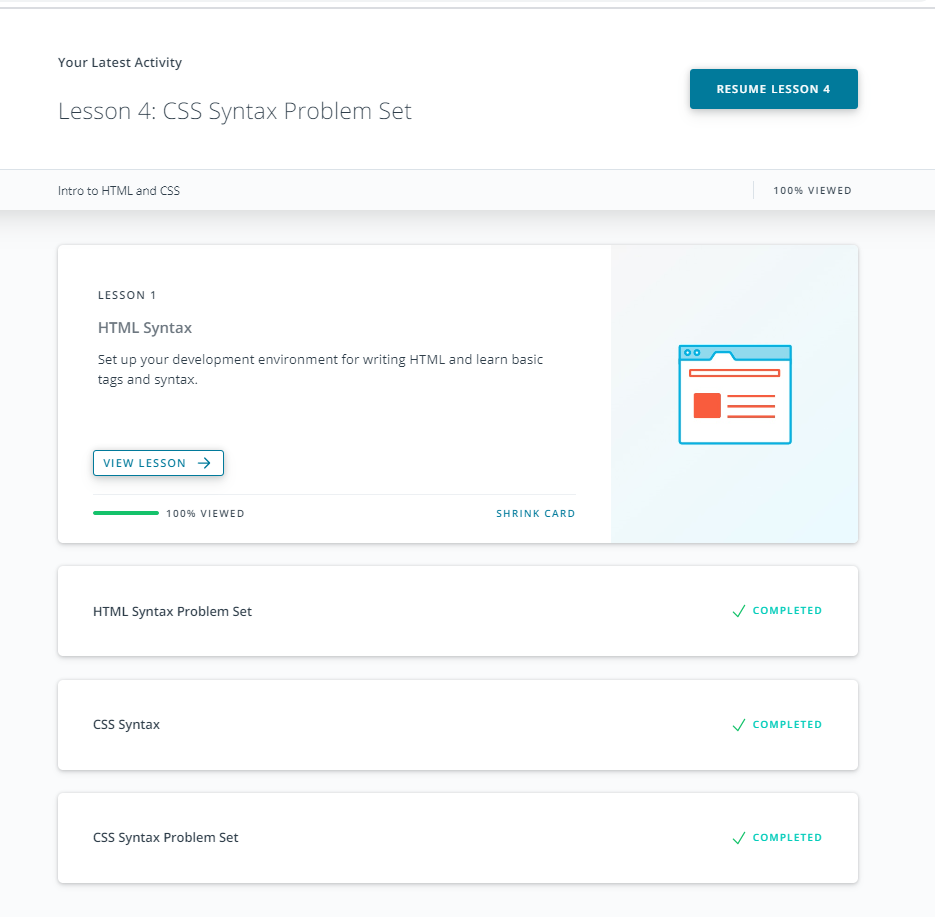 Your Latest Activity
Lesson 4: CSS Syntax Problem Set
RESUME LESSON 4
Intro to HTML and CSS
100% VIEWED
LESSON 1
HTML Syntax
Set up your development environment for writing HTML and learn basic
tags and syntax.
VIEW LESSON
100% VIEWED
SHRINK CARD
HTML Syntax Problem Set
COMPLETED
CSS Syntax
COMPLETED
CSS Syntax Problem Set
COMPLETED